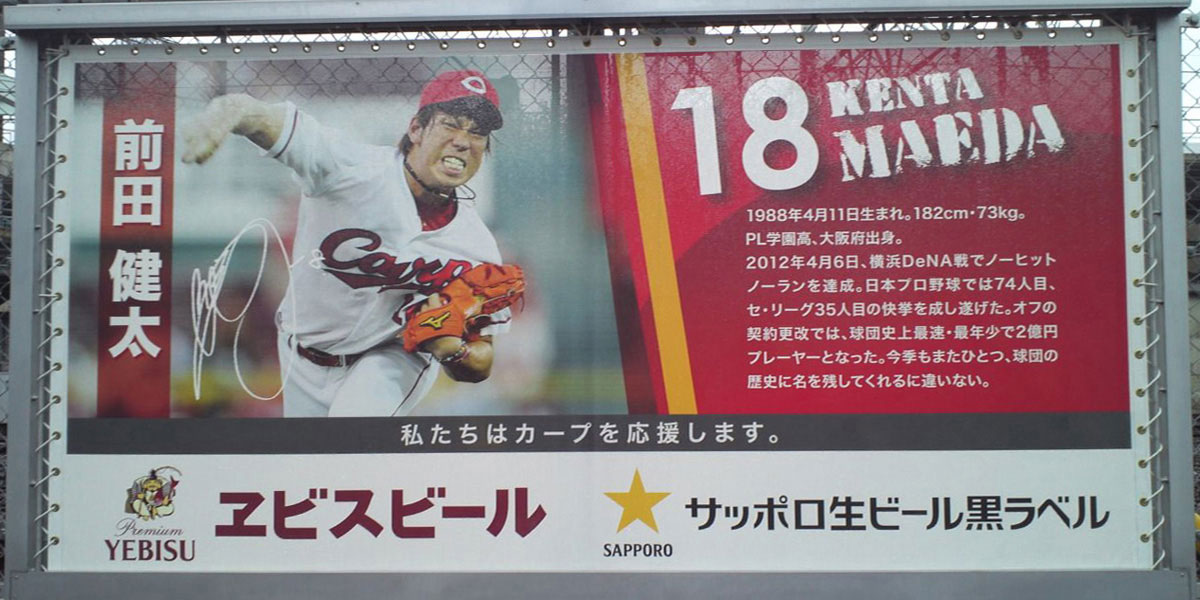 前田 健太
Carp
18
KENTA
MAEDA
1988年4月11日生まれ。182cm・73kg。
PL学園高、大阪府出身。
2012年4月6日、横浜DeNA戦でノーヒット
ノーランを達成。日本プロ野球では74人目、
セ・リーグ35人目の快挙を成し遂げた。オフの
契約更改では、球団史上最速・最年少で2億円
プレーヤーとなった。今季もまたひとつ、球団の
歴史に名を残してくれるに違いない。
私たちはカープを応援します。
Premium
YEBISU
ヱビスビール
SAPPORO
サッポロ生ビール黒ラベル